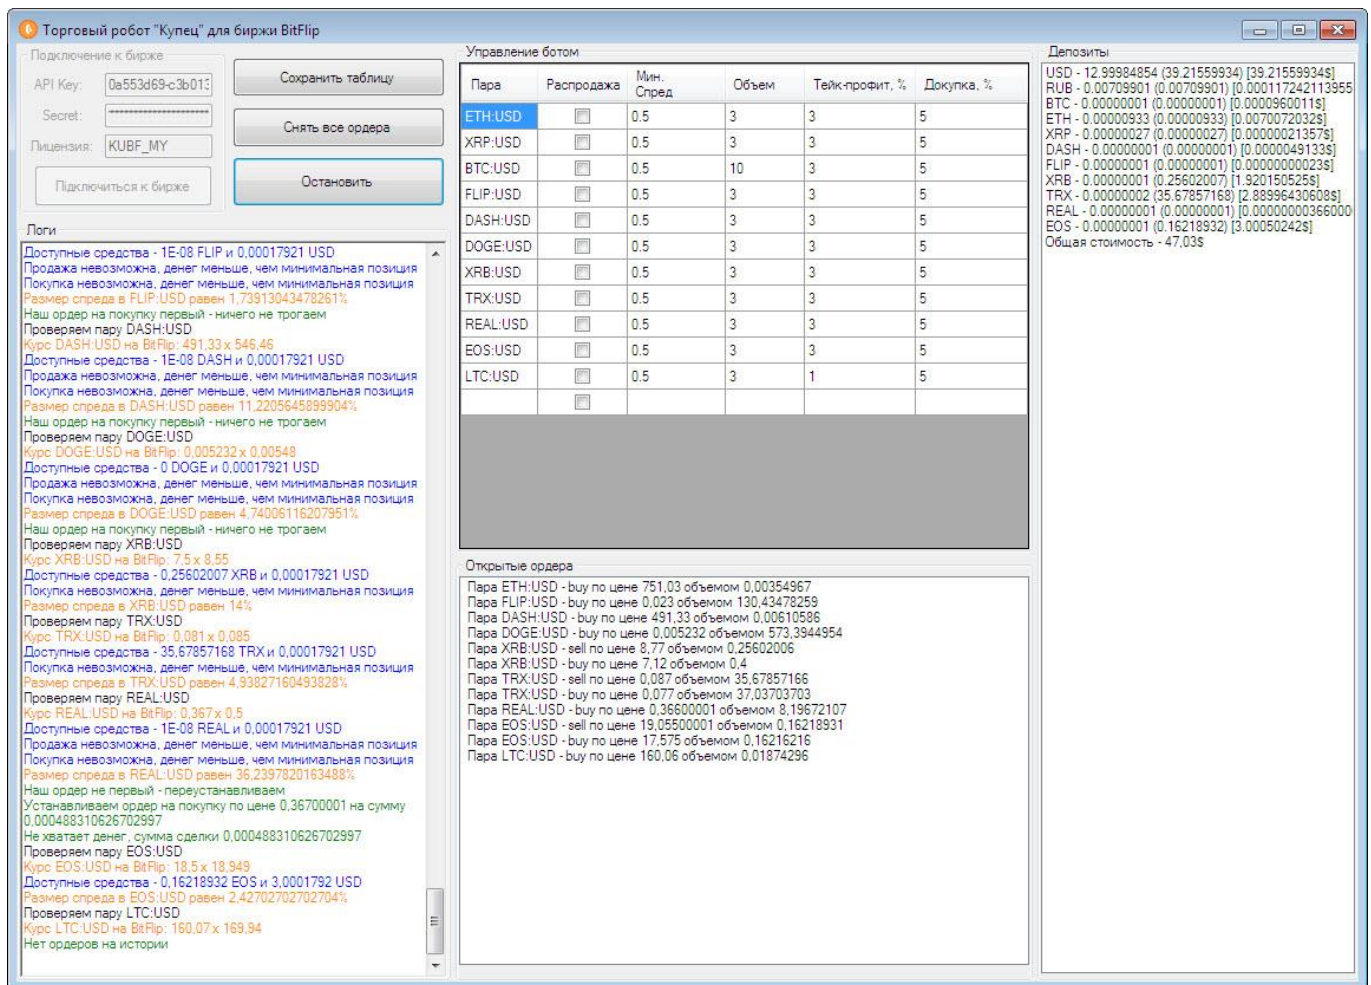 Торговый робот "Купец" для биржи BitFlip
Подключение к бирже
API Key: 0a553d69-c3b013
Secret: ********************
Лицензия: KUBF_MY
Підключиться к бирже
Сохранить таблицу
Снять все ордера
Остановить
Логи
Доступные средства - 1E-08 FLIP и 0,00017921 USD
Продажа невозможна, денег меньше, чем минимальная позиция
Покупка невозможна, денег меньше, чем минимальная позиция
Размер спреда в FLIP:USD равен 1,73913043478261%
Наш ордер на покупку первый - ничего не трогаем
Проверяем пару DASH:USD
Курс DASH:USD на BitFlip: 491,33 x 546,46
Доступные средства - 1E-08 DASH и 0,00017921 USD
Продажа невозможна, денег меньше, чем минимальная позиция
Покупка невозможна, денег меньше, чем минимальная позиция
Размер спреда в DASH:USD равен 11,2205645899904%
Наш ордер на покупку первый - ничего не трогаем
Проверяем пару DOGE:USD
Курс DOGE:USD на BitFlip: 0,005232 x 0,00548
Доступные средства - 0 DOGE и 0,00017921 USD
Продажа невозможна, денег меньше, чем минимальная позиция
Покупка невозможна, денег меньше, чем минимальная позиция
Размер спреда в DOGE:USD равен 4,74006116207951%
Наш ордер на покупку первый - ничего не трогаем
Проверяем пару XRB:USD
Курс XRB:USD на BitFlip: 7,5 x 8,55
Доступные средства - 0,25602007 XRB и 0,00017921 USD
Покупка невозможна, денег меньше, чем минимальная позиция
Размер спреда в XRB:USD равен 14%
Проверяем пару TRX:USD
Курс TRX:USD на BitFlip: 0,081 x 0,085
Доступные средства - 35,67857168 TRX и 0,00017921 USD
Покупка невозможна, денег меньше, чем минимальная позиция
Размер спреда в TRX:USD равен 4,93827160493828%
Проверяем пару REAL:USD
Курс REAL:USD на BitFlip: 0,367 x 0,5
Доступные средства - 1E-08 REAL и 0,00017921 USD
Продажа невозможна, денег меньше, чем минимальная позиция
Покупка невозможна, денег меньше, чем минимальная позиция
Размер спреда в REAL:USD равен 36,2397820163488%
Наш ордер не первый - переустанавливаем
Устанавливаем ордер на покупку по цене 0,36700001 на сумму
0,000488310626702997
Не хватает денег, сумма сделки 0,000488310626702997
Проверяем пару EOS:USD
Курс EOS:USD на BitFlip: 18,5 x 18,949
Доступные средства - 0,16218932 EOS и 3,0001792 USD
Размер спреда в EOS:USD равен 2,42702702702704%
Проверяем пару LTC:USD
Курс LTC:USD на BitFlip: 160,07 x 169,94
Нет ордеров на истории
Управление ботом
Пара Распродажа Мин. Спред Объем Тейк-профит, % Докупка, %
ETH:USD 0.5 3 3 5
XRP:USD 0.5 3 3 5
BTC:USD 0.5 10 3 5
FLIP:USD 0.5 3 3 5
DASH:USD 0.5 3 3 5
DOGE:USD 0.5 3 3 5
XRB:USD 0.5 3 3 5
TRX:USD 0.5 3 3 5
REAL:USD 0.5 3 3 5
EOS:USD 0.5 3 3 5
LTC:USD 0.5 3 1 5
Открытые ордера
Пара ETH:USD - buy по цене 751,03 объемом 0,00354967
Пара FLIP:USD - buy по цене 0,023 объемом 130,43478259
Пара DASH:USD - buy по цене 491,33 объемом 0,00610586
Пара DOGE:USD - buy по цене 0,005232 объемом 573,3944954
Пара XRB:USD - sell по цене 8,77 объемом 0,25602006
Пара XRB:USD - buy по цене 7,12 объемом 0,4
Пара TRX:USD - sell по цене 0,087 объемом 35,67857166
Пара TRX:USD - buy по цене 0,077 объемом 37,03703703
Пара REAL:USD - buy по цене 0,36600001 объемом 8,19672107
Пара EOS:USD - sell по цене 19,05500001 объемом 0,16218931
Пара EOS:USD - buy по цене 17,575 объемом 0,16216216
Пара LTC:USD - buy по цене 160,06 объемом 0,01874296
Депозиты
USD - 12.99984854 (39.21559934) [39.21559934$]
RUB - 0.00709901 (0.00709901) [0.000117242113955
BTC - 0.00000001 (0.00000001) [0.0000960011$]
ETH - 0.00000933 (0.00000933) [0.0070072032$]
XRP - 0.00000027 (0.00000027) [0.00000021357$]
DASH - 0.00000001 (0.00000001) [0.0000049133$]
FLIP - 0.00000001 (0.00000001) [0.00000000023$]
XRB - 0.00000001 (0.25602007) [1.920150525$]
TRX - 0.00000002 (35.67857168) [2.88996430608$]
REAL - 0.00000001 (0.00000001) [0.00000000366000
EOS - 0.00000001 (0.16218932) [3.00050242$]
Общая стоимость - 47,03$